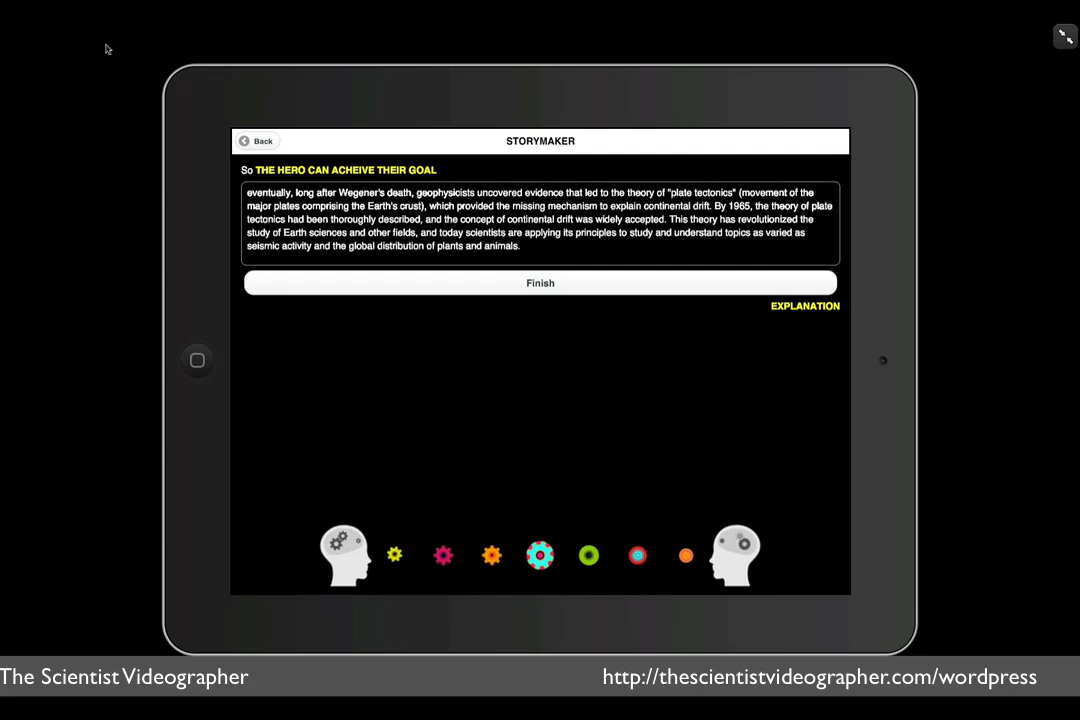 Back
STORYMAKER
So THE HERO CAN ACHEIVE THEIR GOAL
eventually, long after Wegener's death, geophysicists uncovered evidence that led to the theory of "plate tectonics" (movement of the
major plates comprising the Earth's crust), which provided the missing mechanism to explain continental drift. By 1965, the theory of plate
tectonics had been thoroughly described, and the concept of continental drift was widely accepted. This theory has revolutionized the
study of Earth sciences and other fields, and today scientists are applying its principles to study and understand topics as varied as
seismic activity and the global distribution of plants and animals.
Finish
EXPLANATION
The Scientist Videographer
http://thescientistvideographer.com/wordpress